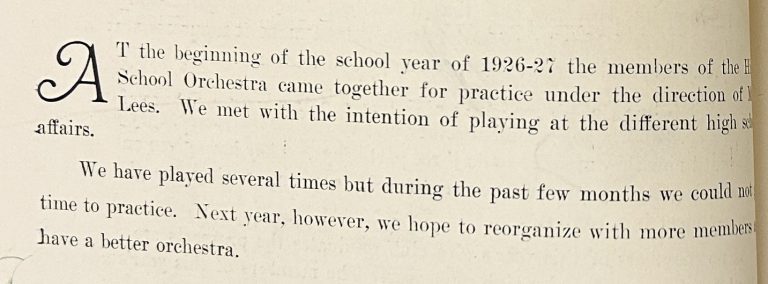 AT the beginning of the school year of 1926-27 the members of the H
School Orchestra came together for practice under the direction of
Lees. We met with the intention of playing at the different high
affairs.
We have played several times but during the past few months we could not
time to practice. Next year, however, we hope to reorganize with more members
have a better orchestra.